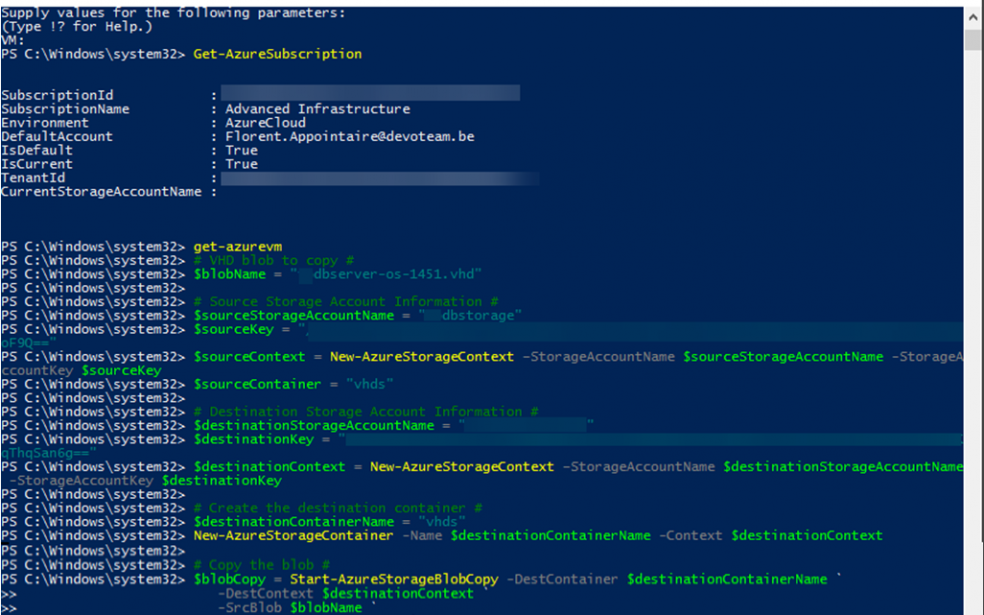 Supply values for the following parameters:
(Type !? for Help.)
VM:
PS C:\Windows\system32> Get-AzureSubscription
SubscriptionId :
SubscriptionName : Advanced Infrastructure
Environment : AzureCloud
DefaultAccount : Florent.Appointaire@devoteam.be
IsDefault : True
IsCurrent : True
TenantId :
CurrentStorageAccountName :
PS C:\Windows\system32> get-azurevm
PS C:\Windows\system32> # VHD blob to copy #
PS C:\Windows\system32> $blobName = "dbserver-os-1451.vhd"
PS C:\Windows\system32>
PS C:\Windows\system32> # Source Storage Account Information #
PS C:\Windows\system32> $sourceStorageAccountName = "dbstorage"
PS C:\Windows\system32> $sourceKey = "
oF9Q=="
PS C:\Windows\system32> $sourceContext = New-AzureStorageContext -StorageAccountName $sourceStorageAccountName -StorageA
ccountKey $sourceKey
PS C:\Windows\system32> $sourceContainer = "vhds"
PS C:\Windows\system32>
PS C:\Windows\system32> # Destination Storage Account Information #
PS C:\Windows\system32> $destinationStorageAccountName = ""
PS C:\Windows\system32> $destinationKey = "
qThqSan6g=="
PS C:\Windows\system32> $destinationContext = New-AzureStorageContext -StorageAccountName $destinationStorageAccountName
-StorageAccountKey $destinationKey
PS C:\Windows\system32>
PS C:\Windows\system32> # Create the destination container #
PS C:\Windows\system32> $destinationContainerName = "vhds"
PS C:\Windows\system32> New-AzureStorageContainer -Name $destinationContainerName -Context $destinationContext
PS C:\Windows\system32>
PS C:\Windows\system32> # Copy the blob #
PS C:\Windows\system32> $blobCopy = Start-AzureStorageBlobCopy -DestContainer $destinationContainerName `
>> -DestContext $destinationContext `
>> -SrcBlob $blobName `